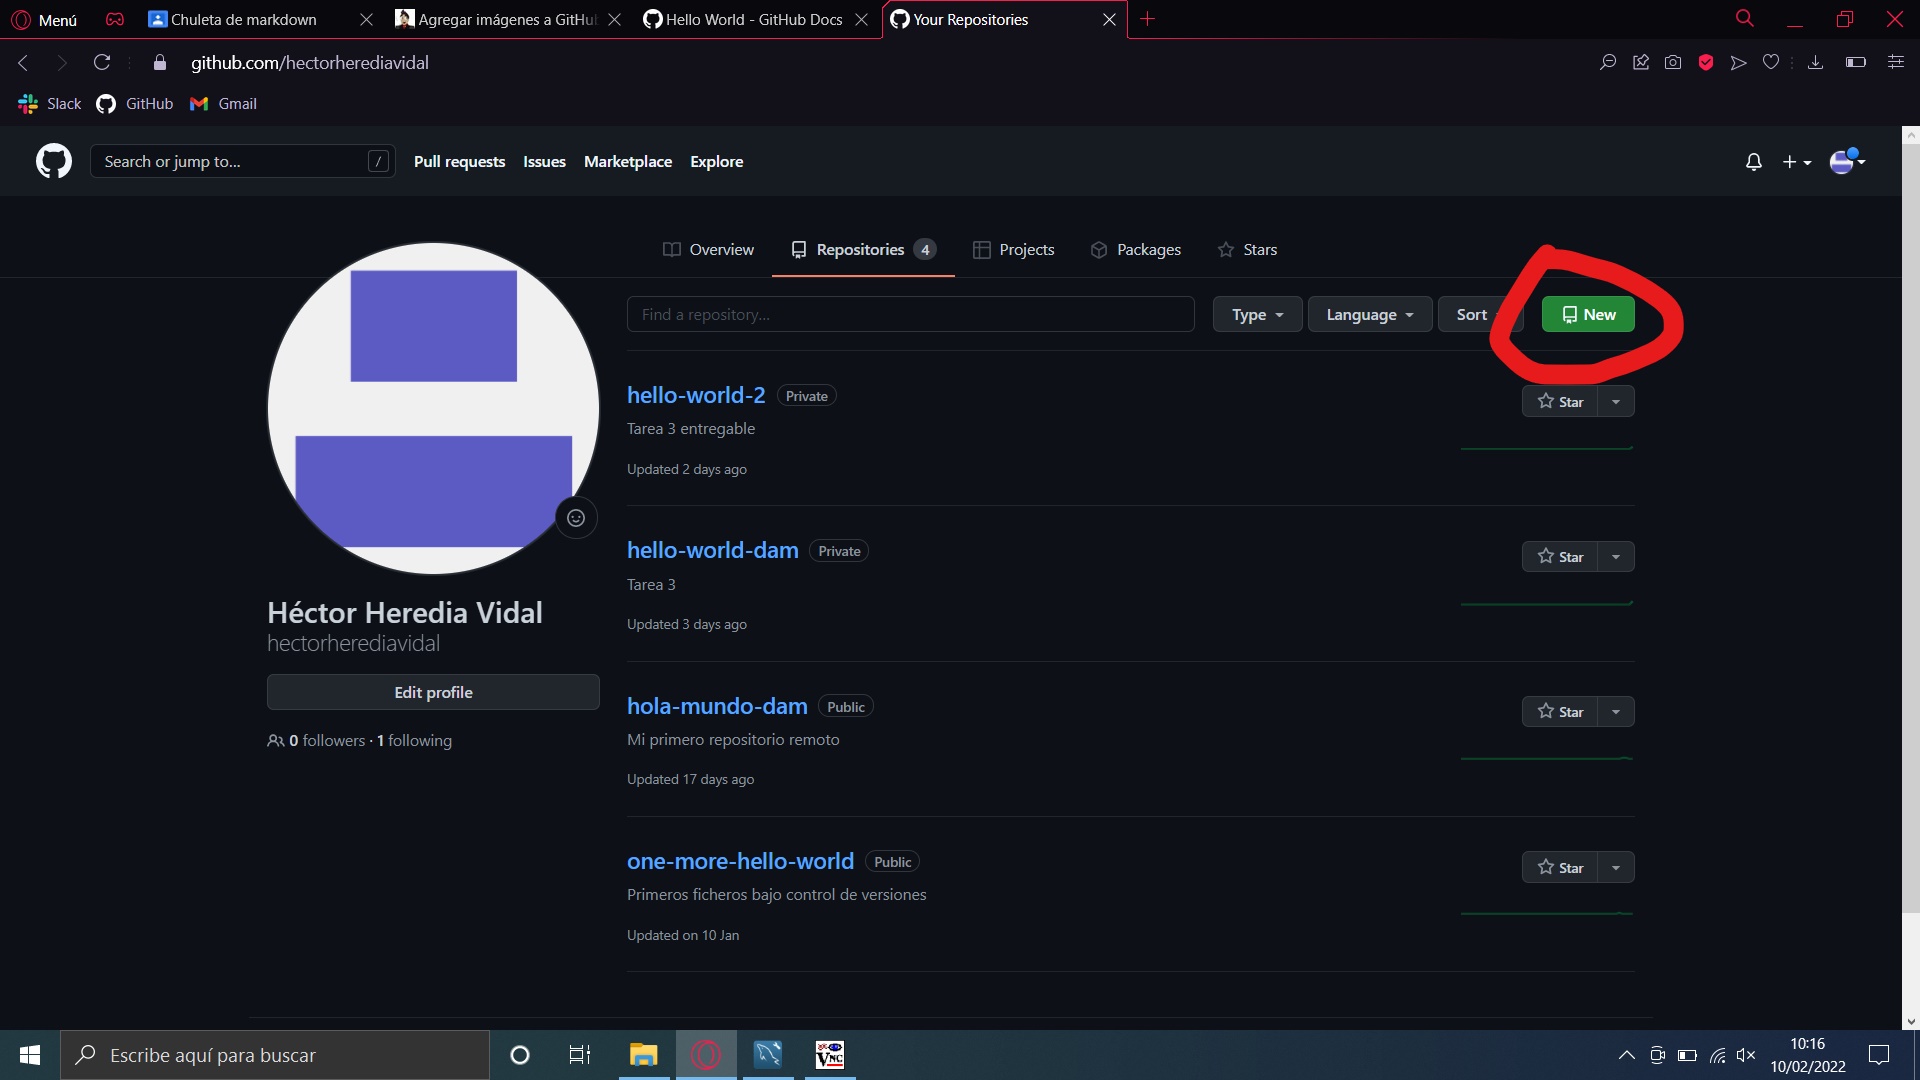 Menú
Chuleta de markdown
Agregar imágenes a GitHu
Hello World - GitHub Docs
Your Repositories
github.com/hectorherediavidal
Slack
GitHub
Gmail
Search or jump to...
/
Pull requests
Issues
Marketplace
Explore
Overview
Repositories 4
Projects
Packages
Stars
Find a repository...
Type
Language
Sort
New
hello-world-2 Private
Star
Tarea 3 entregable
Updated 2 days ago
hello-world-dam Private
Star
Tarea 3
Updated 3 days ago
Héctor Heredia Vidal
hectorherediavidal
Edit profile
0 followers · 1 following
hola-mundo-dam Public
Star
Mi primero repositorio remoto
Updated 17 days ago
one-more-hello-world Public
Star
Primeros ficheros bajo control de versiones
Updated on 10 Jan
Escribe aquí para buscar
VNC
10:16
10/02/2022